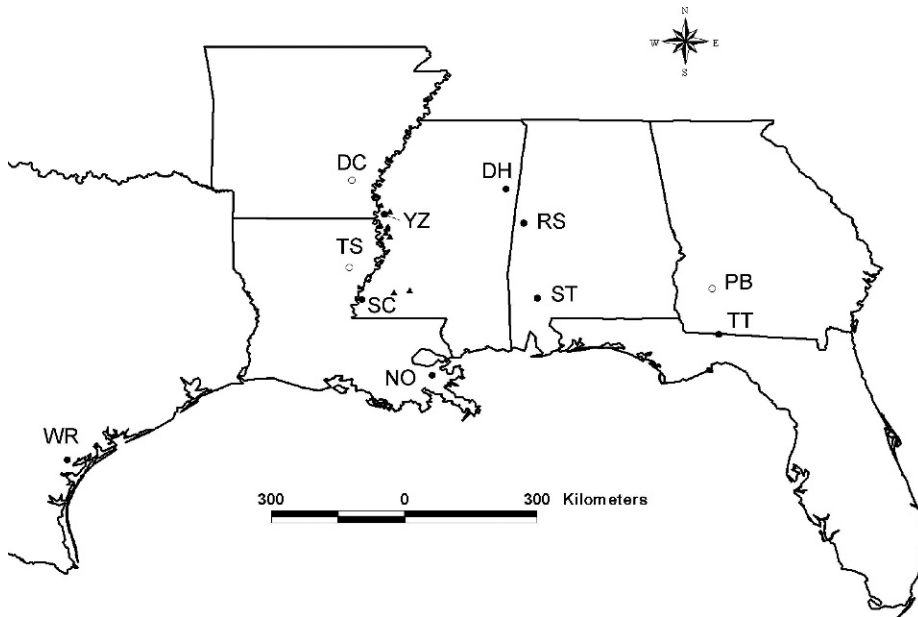 N
W E
S
DC
DH
YZ
RS
TS
PB
SC
ST
TT
NO
WR
300 0 300 Kilometers